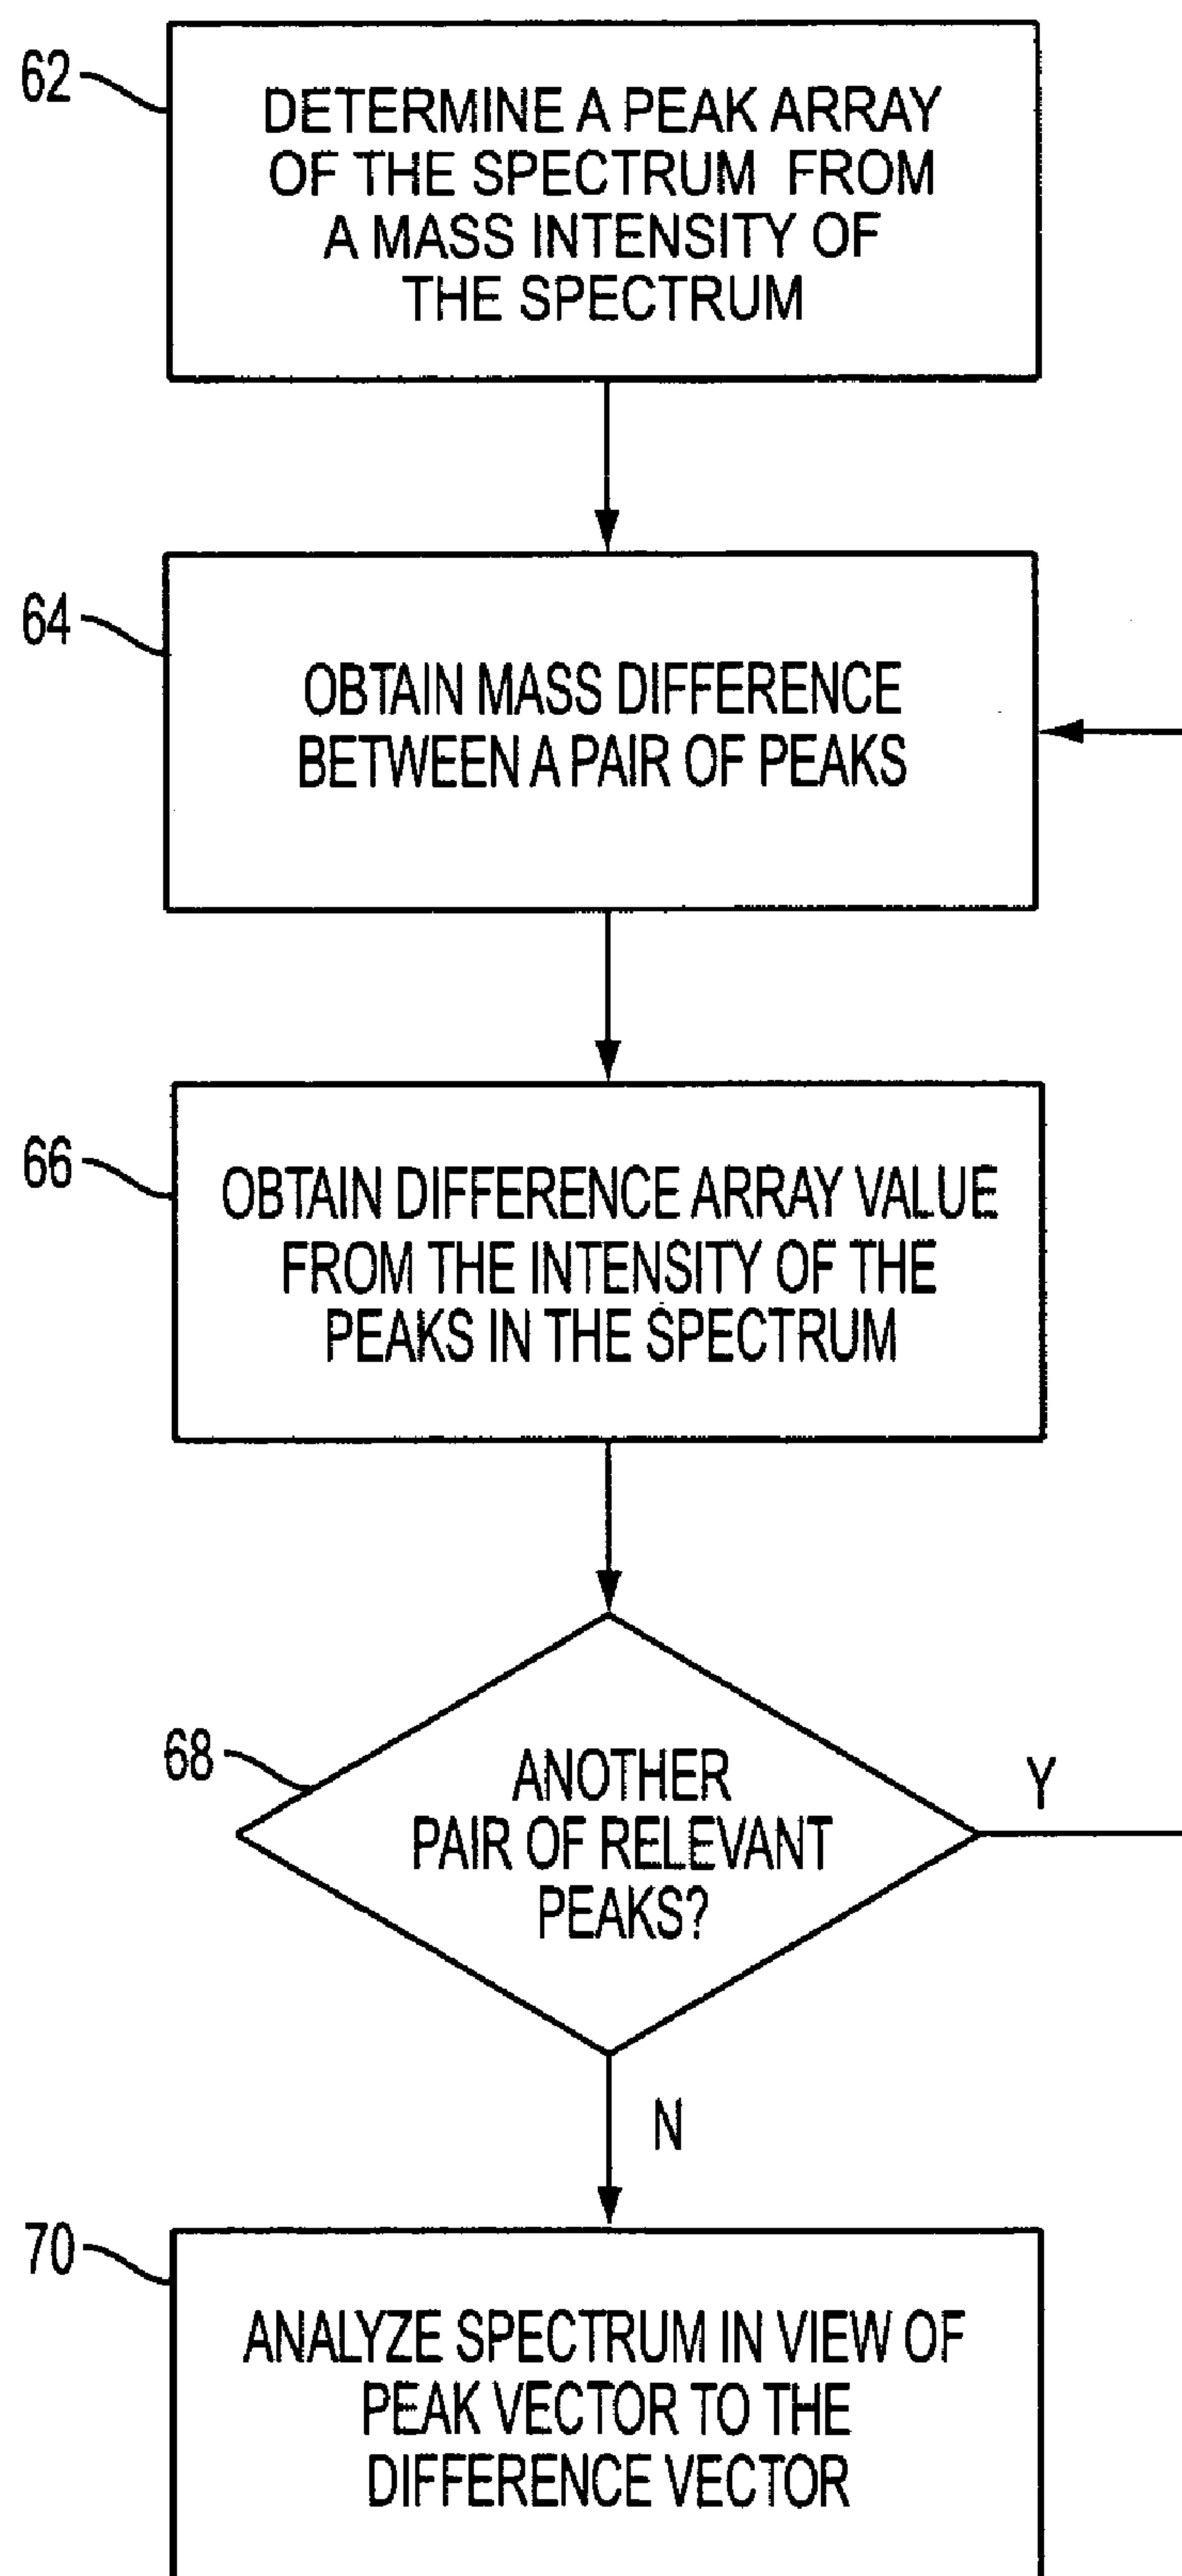 62
DETERMINE A PEAK ARRAY
OF THE SPECTRUM FROM
A MASS INTENSITY OF
THE SPECTRUM
64
OBTAIN MASS DIFFERENCE
BETWEEN A PAIR OF PEAKS
66
OBTAIN DIFFERENCE ARRAY VALUE
FROM THE INTENSITY OF THE
PEAKS IN THE SPECTRUM
68
ANOTHER
PAIR OF RELEVANT
PEAKS?
Y
N
70
ANALYZE SPECTRUM IN VIEW OF
PEAK VECTOR TO THE
DIFFERENCE VECTOR